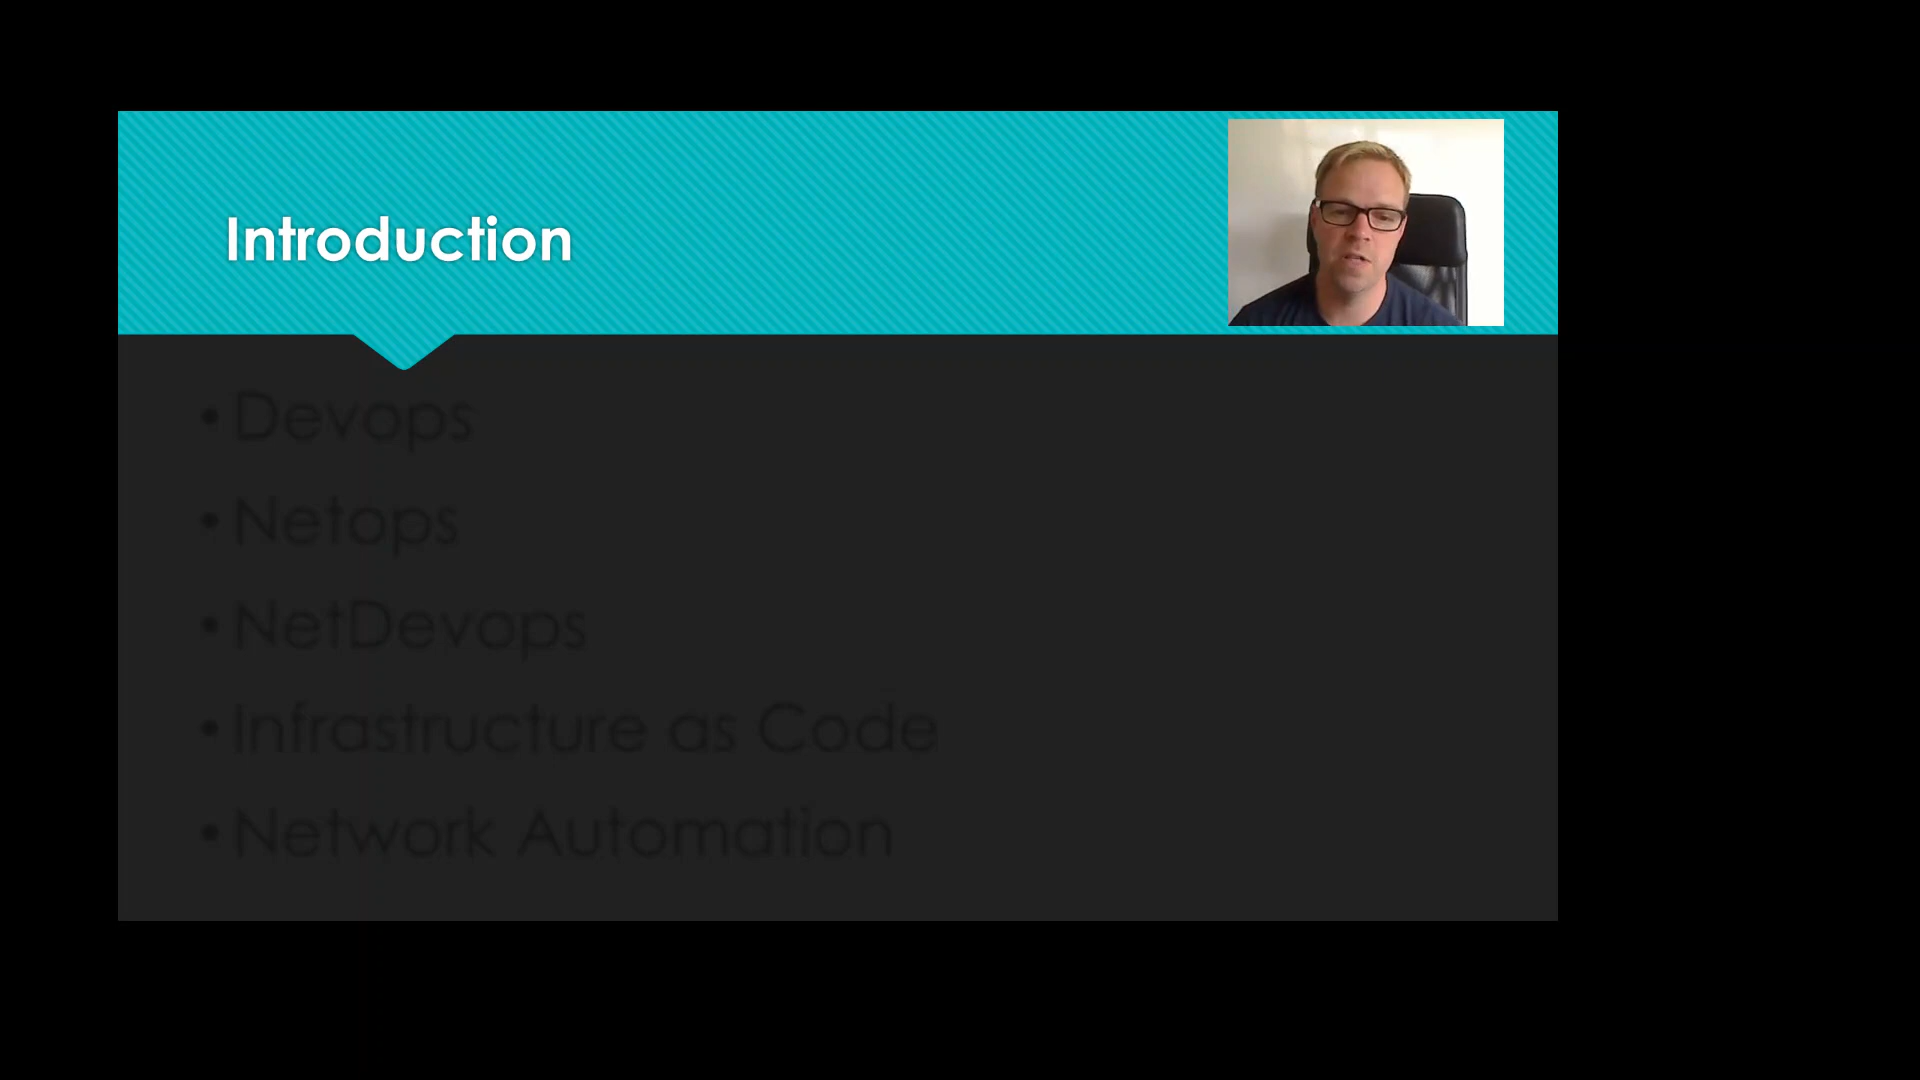 Introduction
• Devops
• Netops
• NetDevops
• Infrastructure as Code
• Network Automation